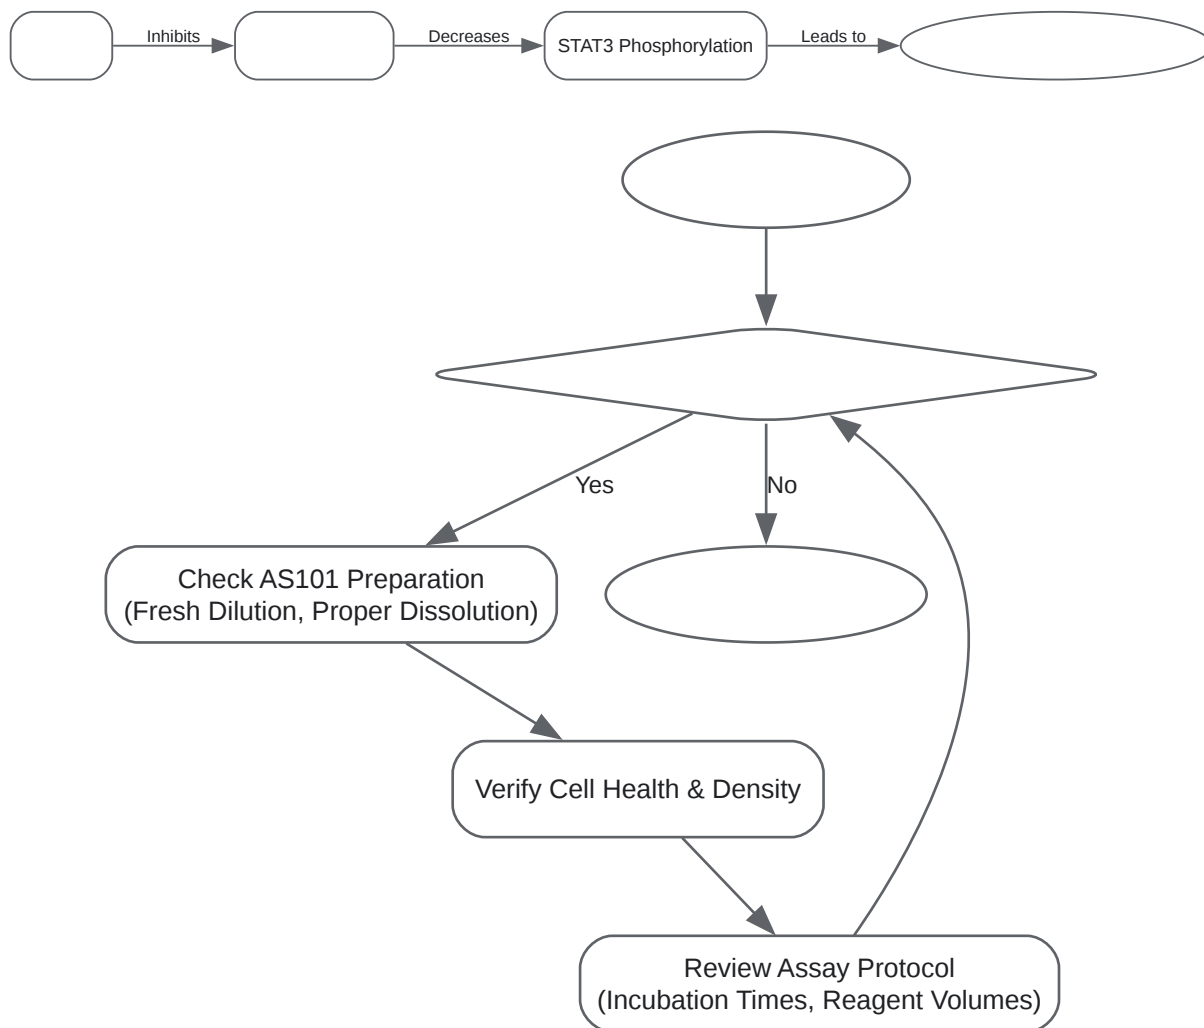 Inhibits
Decreases
STAT3 Phosphorylation
Leads to
Yes
No
Check AS101 Preparation
(Fresh Dilution, Proper Dissolution)
Verify Cell Health & Density
Review Assay Protocol
(Incubation Times, Reagent Volumes)